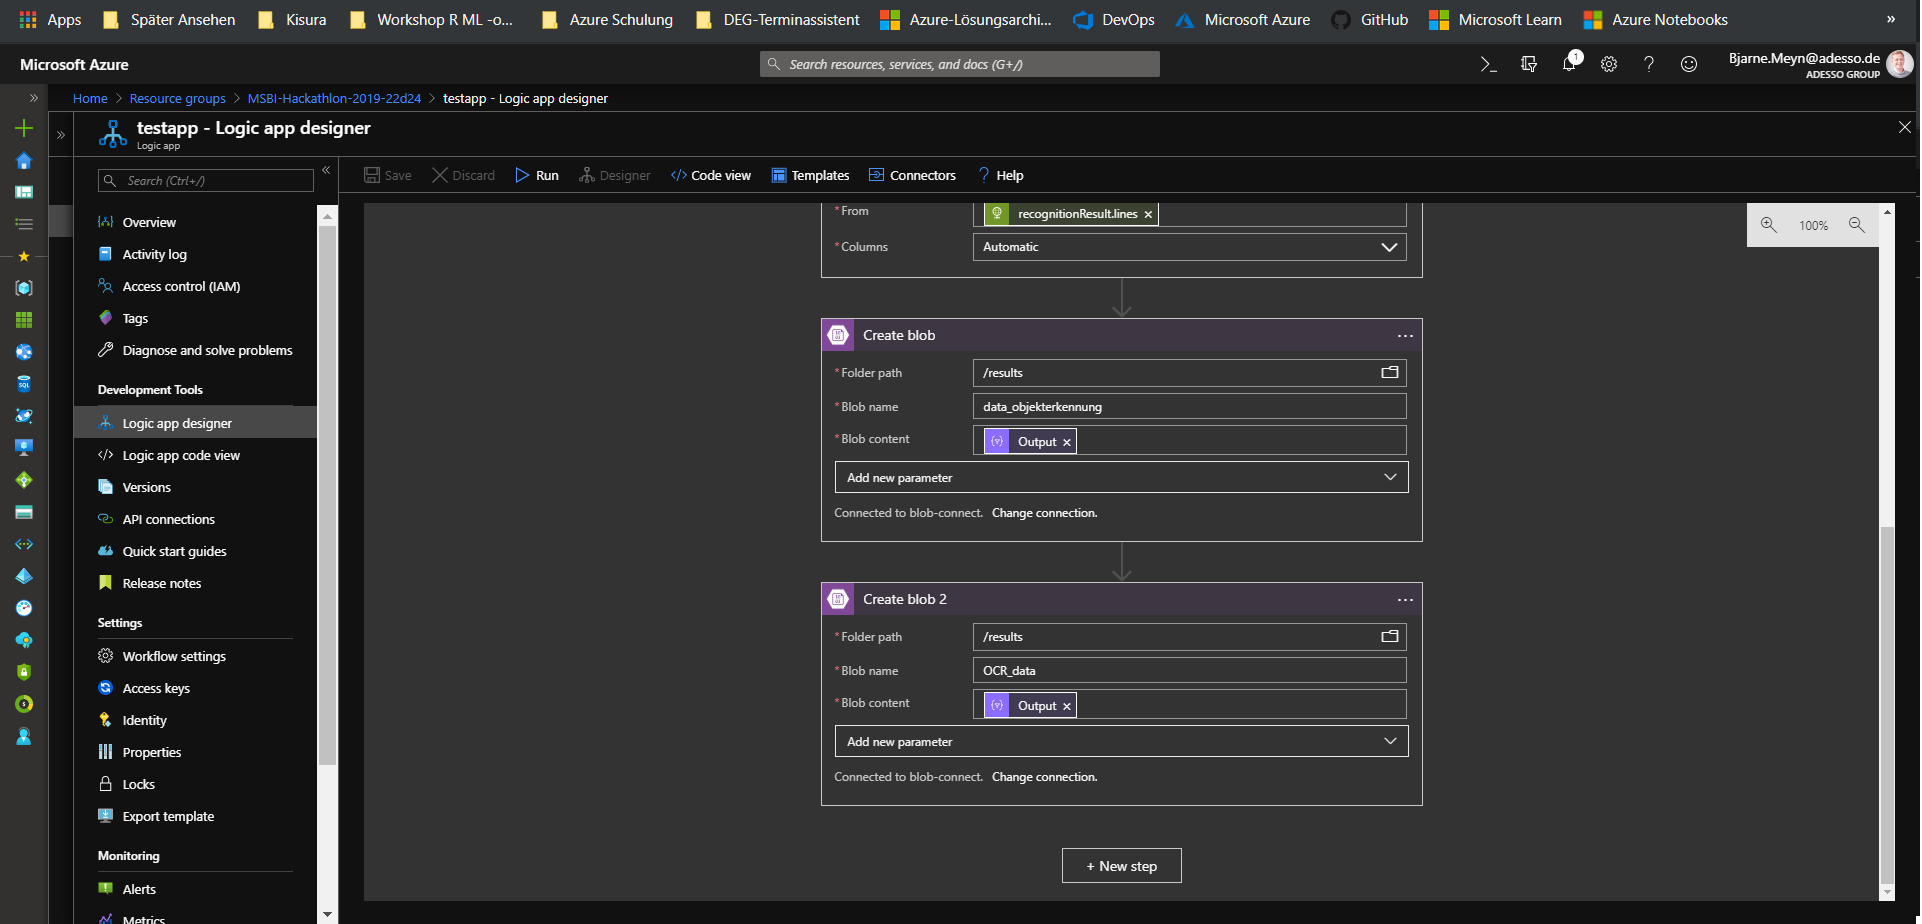 Apps
Später Ansehen
Kisura
Workshop R ML -o...
Azure Schulung
DEG-Terminassistent
Azure-Lösungsarchi...
DevOps
Microsoft Azure
GitHub
Microsoft Learn
Azure Notebooks
»
Microsoft Azure
Search resources, services, and docs (G+/)
1
Bjarne.Meyn@adesso.de
ADESSO GROUP
Home > Resource groups > MSBI-Hackathlon-2019-22d24 > testapp - Logic app designer
testapp - Logic app designer
Logic app
Search (Ctrl+/)
Save
Discard
Run
Designer
Code view
Templates
Connectors
Help
Overview
Activity log
Access control (IAM)
Tags
Diagnose and solve problems
Development Tools
Logic app designer
Logic app code view
Versions
API connections
Quick start guides
Release notes
Settings
Workflow settings
Access keys
Identity
Properties
Locks
Export template
Monitoring
Alerts
Metrics
* From
recognitionResult.lines ×
* Columns
Automatic
100%
Create blob
...
* Folder path
/results
* Blob name
data_objekterkennung
* Blob content
Output ×
Add new parameter
Connected to blob-connect. Change connection.
Create blob 2
...
* Folder path
/results
* Blob name
OCR_data
* Blob content
Output ×
Add new parameter
Connected to blob-connect. Change connection.
+ New step